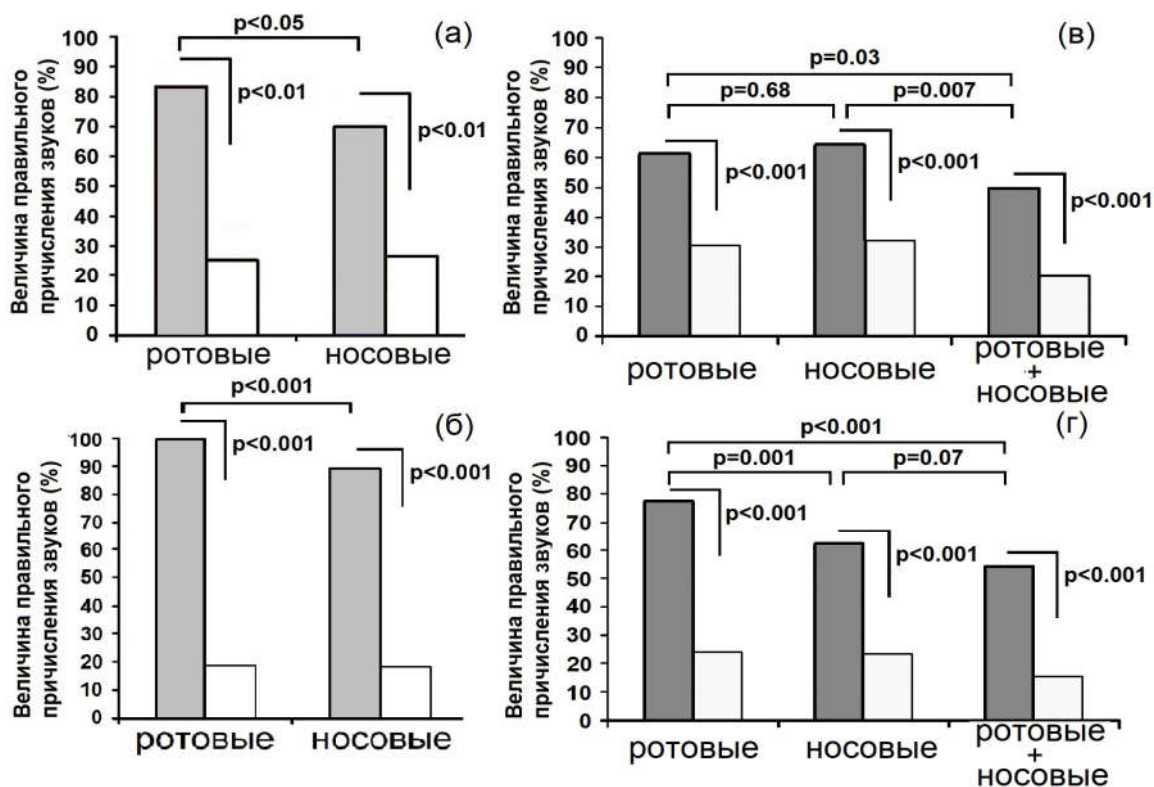 (а)
p<0.05
p<0.01
p<0.01
Величина правильного
причисления звуков (%)
100
90
80
70
60
50
40
30
20
10
0
ротовые
носовые
(в)
p=0.03
p=0.68
p=0.007
p<0.001
p<0.001
p<0.001
Величина правильного
причисления звуков (%)
100
90
80
70
60
50
40
30
20
10
0
ротовые
носовые
ротовые
+
носовые
(б)
p<0.001
p<0.001
p<0.001
Величина правильного
причисления звуков (%)
100
90
80
70
60
50
40
30
20
10
0
ротовые
носовые
(г)
p<0.001
p=0.001
p=0.07
p<0.001
p<0.001
p<0.001
Величина правильного
причисления звуков (%)
100
90
80
70
60
50
40
30
20
10
0
ротовые
носовые
ротовые
+
носовые